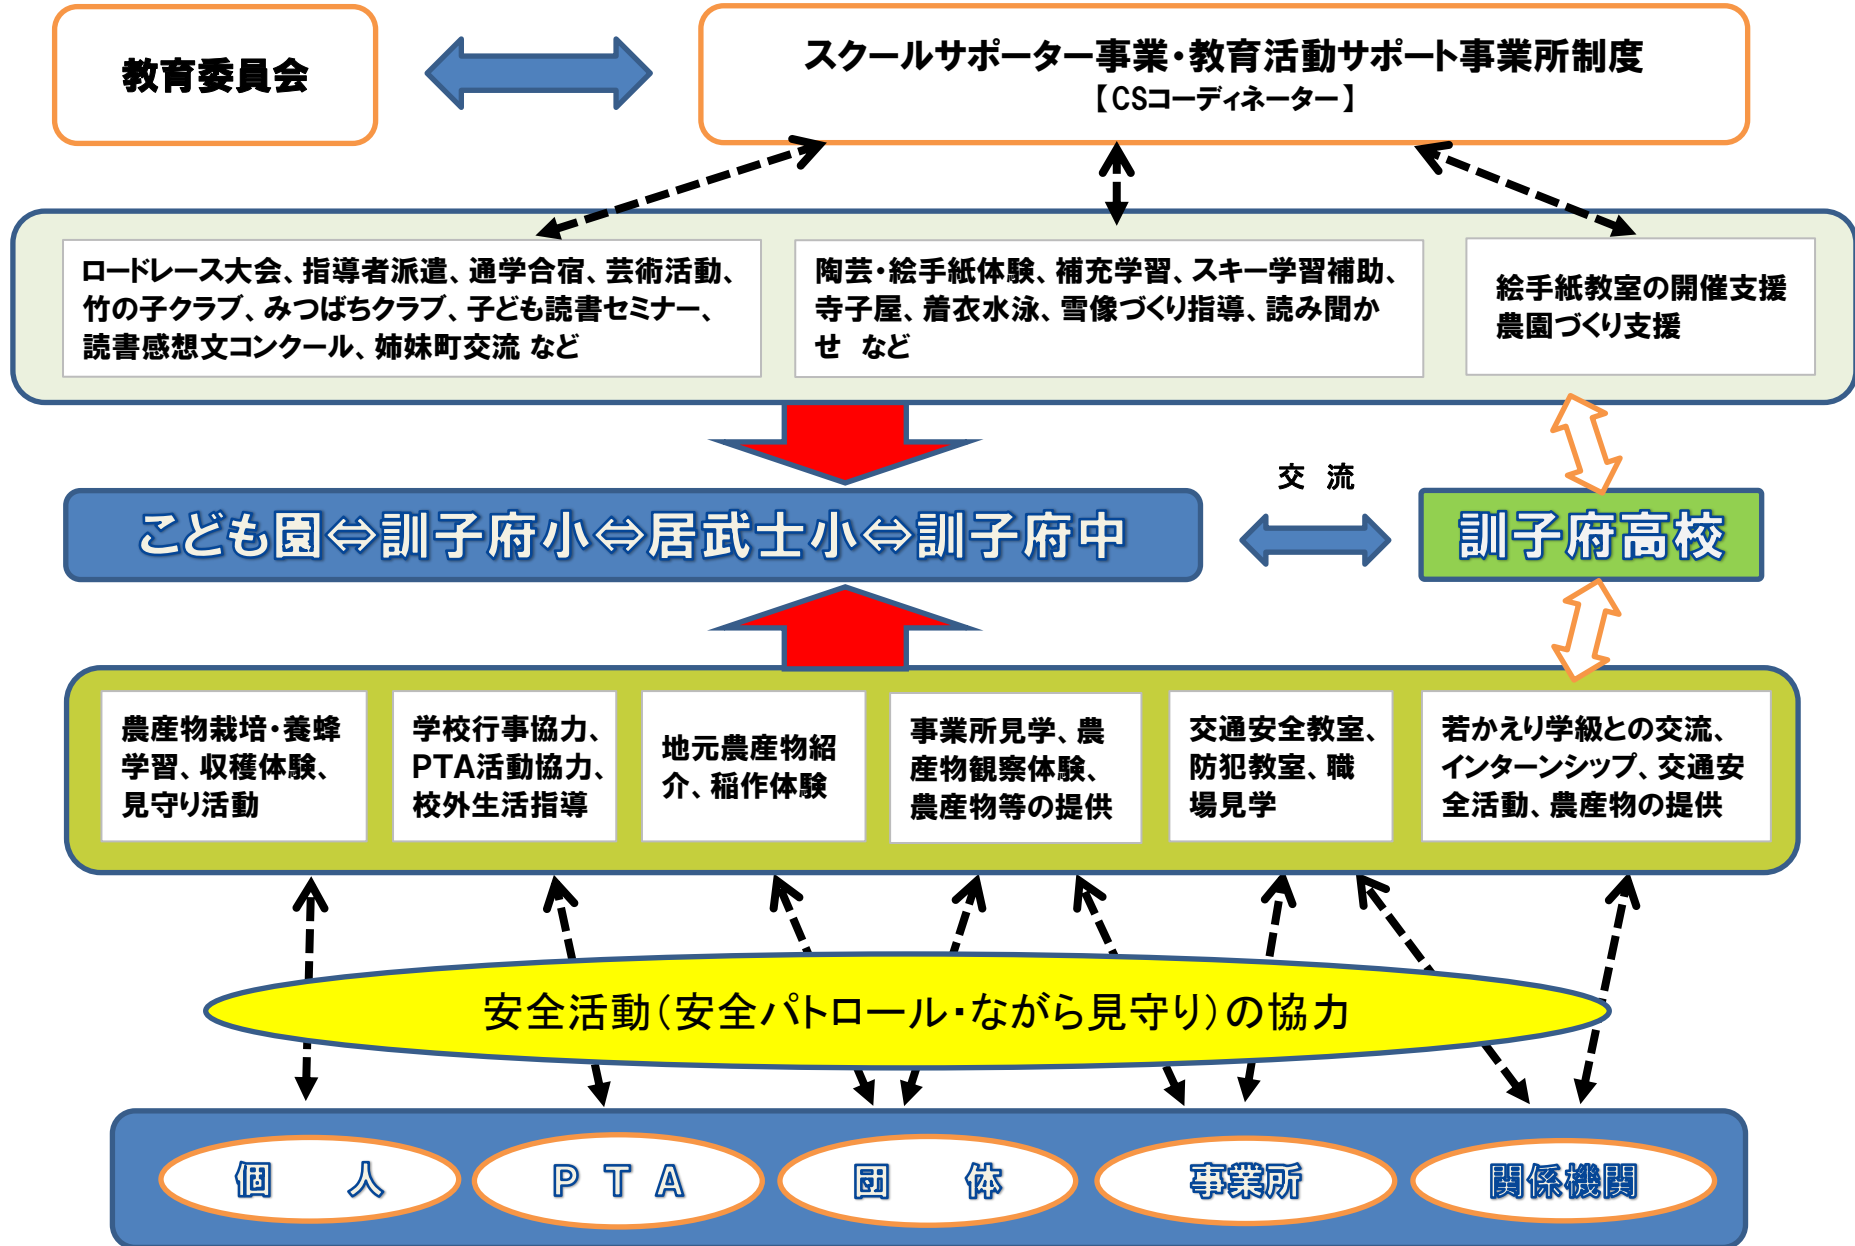 教育委員会
スクールサポーター事業・教育活動サポート事業所制度
【CSコーディネーター】
ロードレース大会、指導者派遣、通学合宿、芸術活動、
竹の子クラブ、みつばちクラブ、子ども読書セミナー、
読書感想文コンクール、姉妹町交流 など
陶芸・絵手紙体験、補充学習、スキー学習補助、
寺子屋、着衣水泳、雪像づくり指導、読み聞か
せ など
絵手紙教室の開催支援
農園づくり支援
こども園⇔訓子府小⇔居武士小⇔訓子府中
交 流
訓子府高校
農産物栽培・養蜂
学習、収穫体験、
見守り活動
学校行事協力、
PTA活動協力、
校外生活指導
地元農産物紹
介、稲作体験
事業所見学、農
産物観察体験、
農産物等の提供
交通安全教室、
防犯教室、職
場見学
若かえり学級との交流、
インターンシップ、交通安
全活動、農産物の提供
安全活動（安全パトロール・ながら見守り）の協力
個 人
ＰＴＡ
団 体
事業所
関係機関